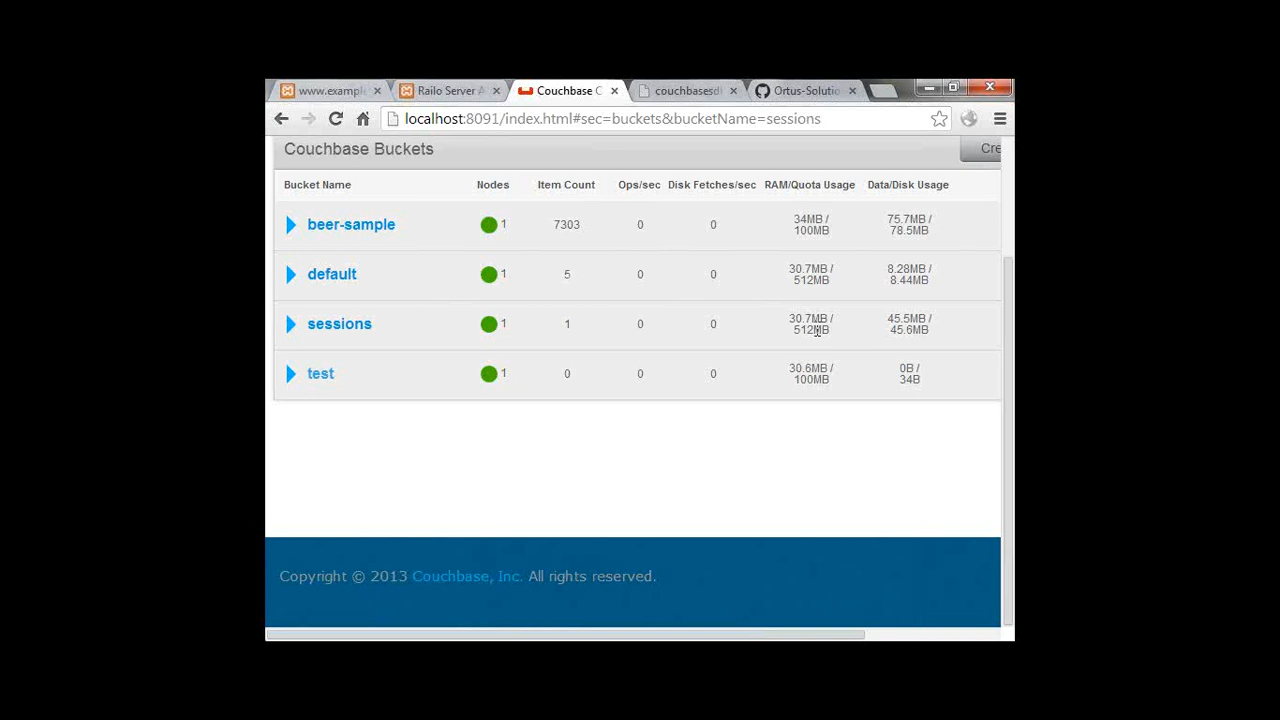 www.example
Railo Server A
Couchbase C
couchbasesd
Ortus-Solutio
localhost:8091/index.html#sec=buckets&bucketName=sessions
Couchbase Buckets
Cre
Bucket Name Nodes Item Count Ops/sec Disk Fetches/sec RAM/Quota Usage Data/Disk Usage
beer-sample 1 7303 0 0 34MB / 100MB 75.7MB / 78.5MB
default 1 5 0 0 30.7MB / 512MB 8.28MB / 8.44MB
sessions 1 1 0 0 30.7MB / 512MB 45.5MB / 45.6MB
test 1 0 0 0 30.6MB / 100MB 0B / 34B
Copyright © 2013 Couchbase, Inc. All rights reserved.